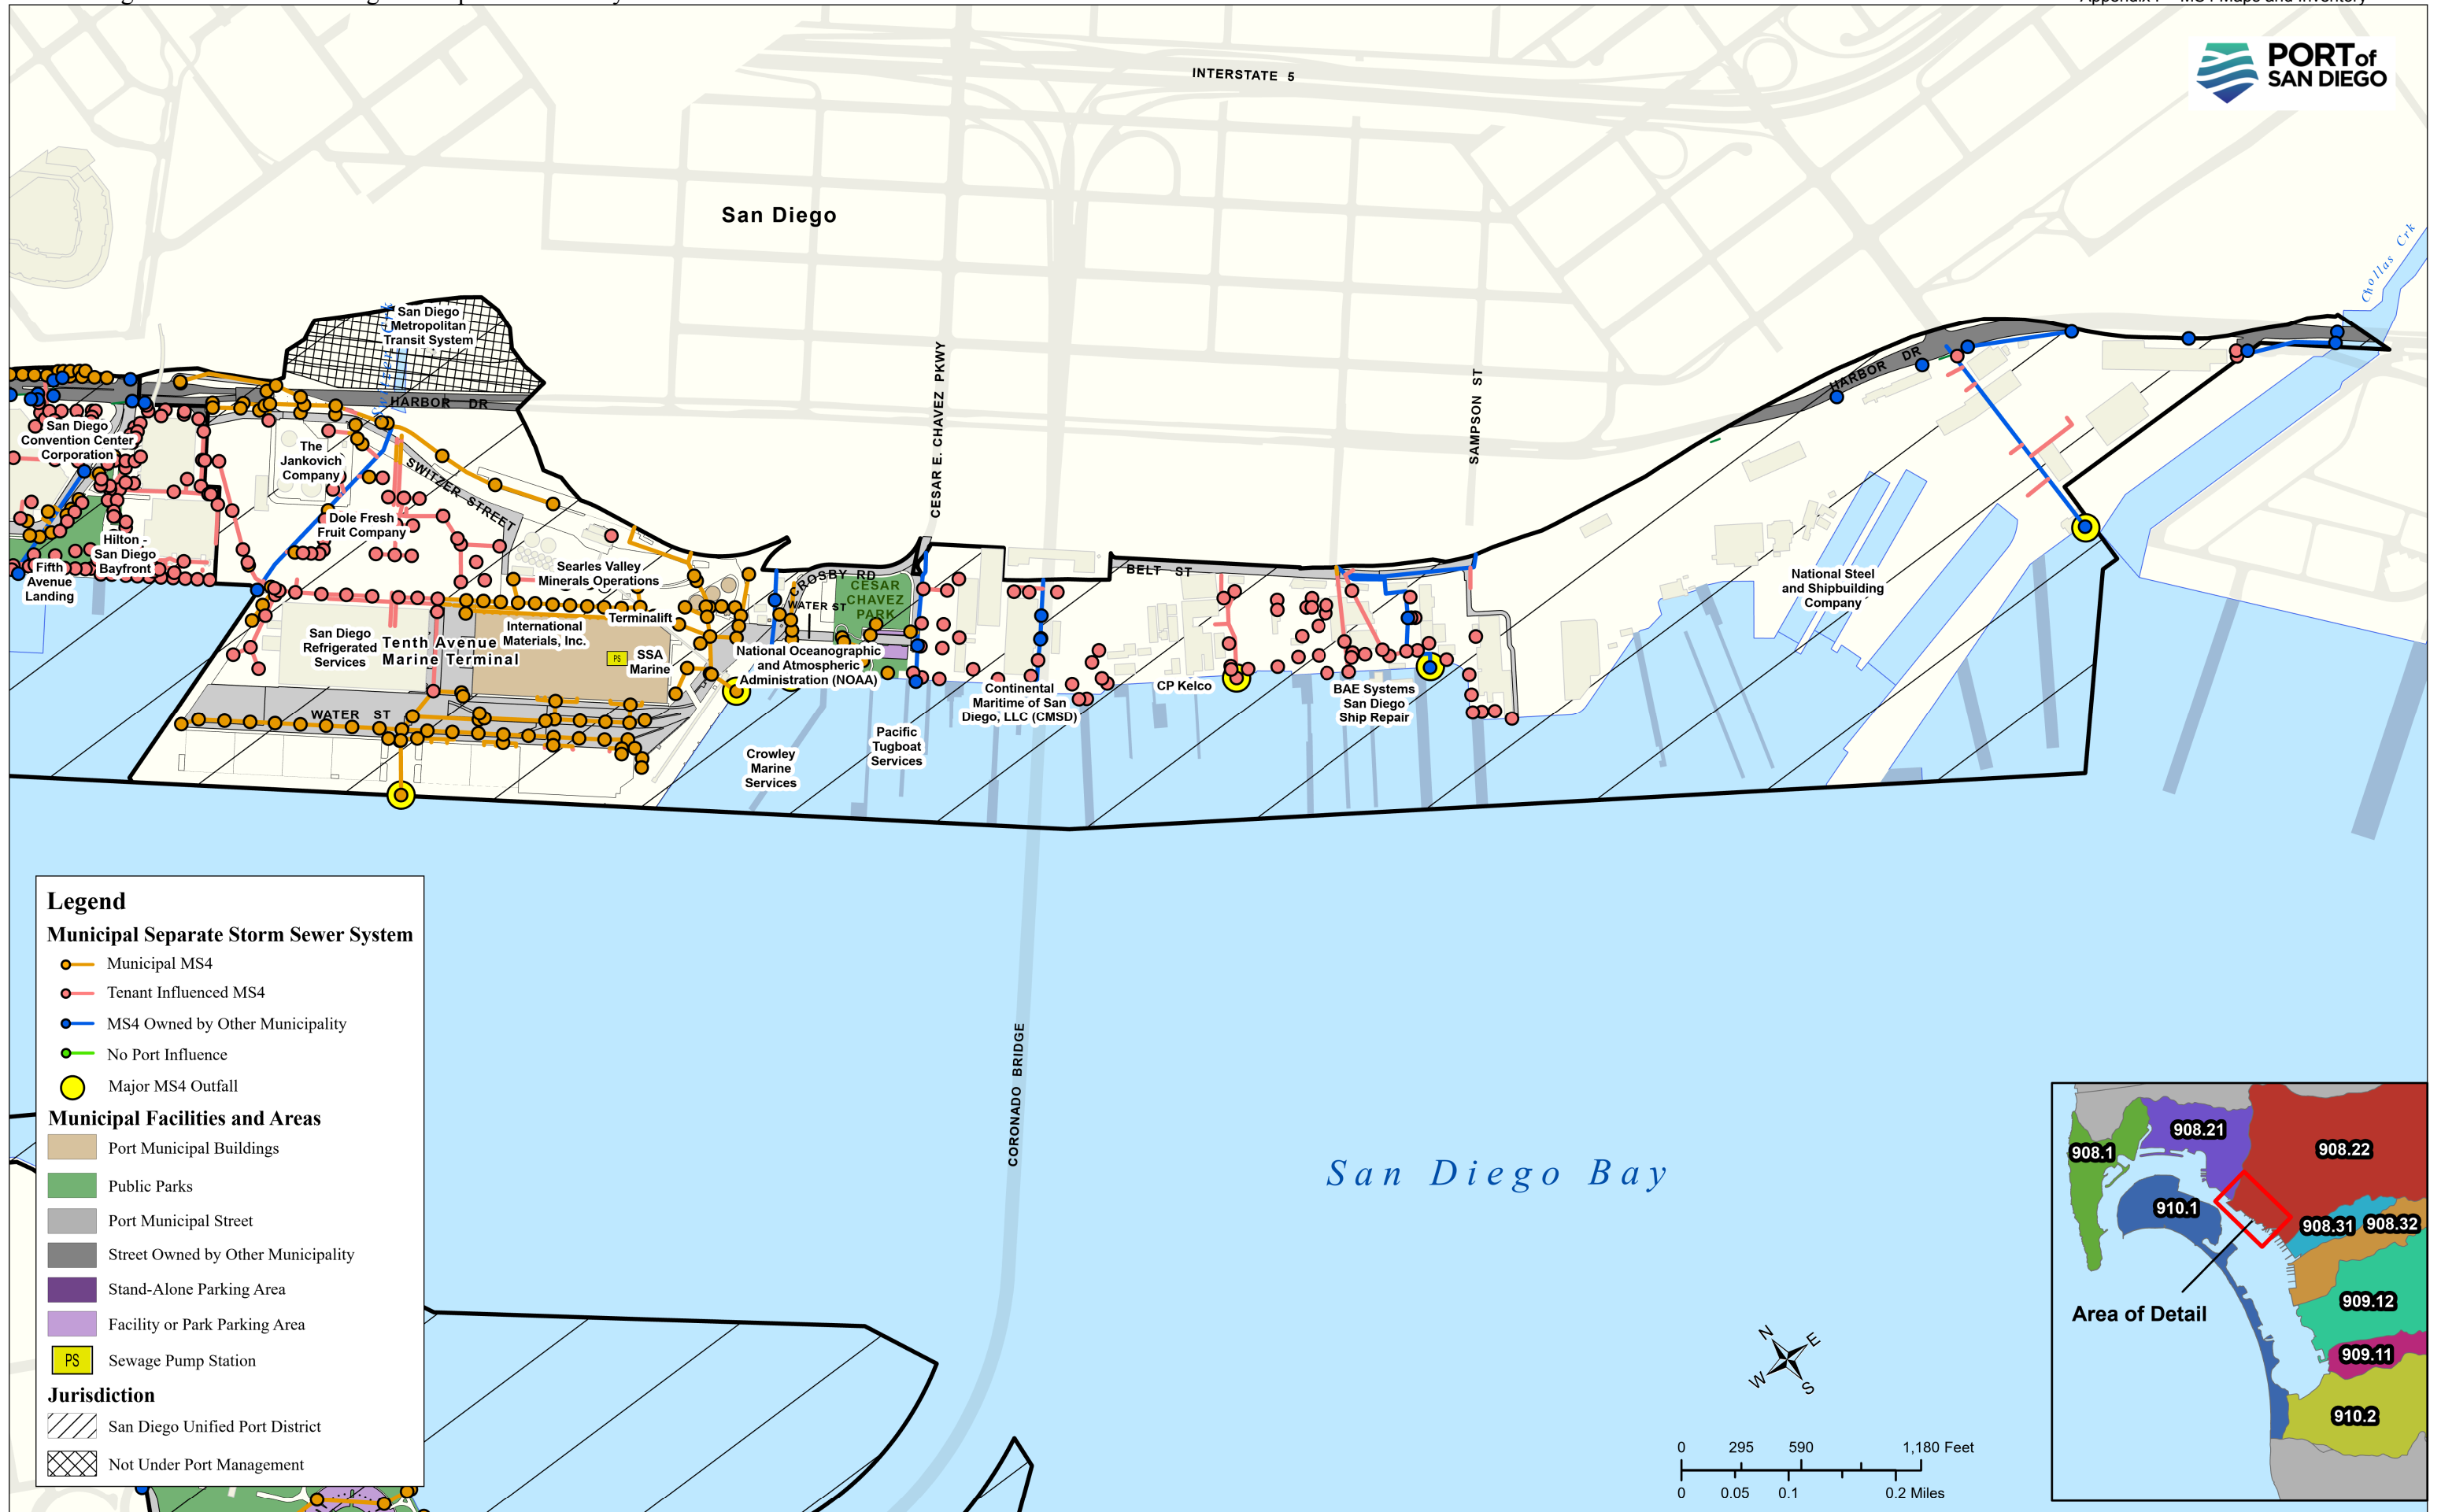 PORT of
SAN DIEGO
INTERSTATE 5
San Diego
Chollas Crk
San Diego
Metropolitan
Transit System
HARBOR DR
HARBOR DR
CESAR E. CHAVEZ PKWY
SAMPSON ST
San Diego
Convention Center
Corporation
The
Jankovich
Company
SWITZER STREET
Dole Fresh
Fruit Company
Hilton -
San Diego
Bayfront
Fifth
Avenue
Landing
Searles Valley
Minerals Operations
Terminalift
International
Materials, Inc.
San Diego
Refrigerated
Services
Tenth Avenue
Marine Terminal
PS
SSA
Marine
WATER ST
CROSBY RD
WATER ST
CESAR
CHAVEZ
PARK
National Oceanographic
and Atmospheric
Administration (NOAA)
BELT ST
Crowley
Marine
Services
Pacific
Tugboat
Services
Continental
Maritime of San
Diego, LLC (CMSD)
CP Kelco
BAE Systems
San Diego
Ship Repair
National Steel
and Shipbuilding
Company
CORONADO BRIDGE
San Diego Bay
Legend
Municipal Separate Storm Sewer System
Municipal MS4
Tenant Influenced MS4
MS4 Owned by Other Municipality
No Port Influence
Major MS4 Outfall
Municipal Facilities and Areas
Port Municipal Buildings
Public Parks
Port Municipal Street
Street Owned by Other Municipality
Stand-Alone Parking Area
Facility or Park Parking Area
PS Sewage Pump Station
Jurisdiction
San Diego Unified Port District
Not Under Port Management
N
E
W
S
0 295 590 1,180 Feet
0 0.05 0.1 0.2 Miles
908.1
908.21
908.22
910.1
908.31
908.32
909.12
909.11
910.2
Area of Detail